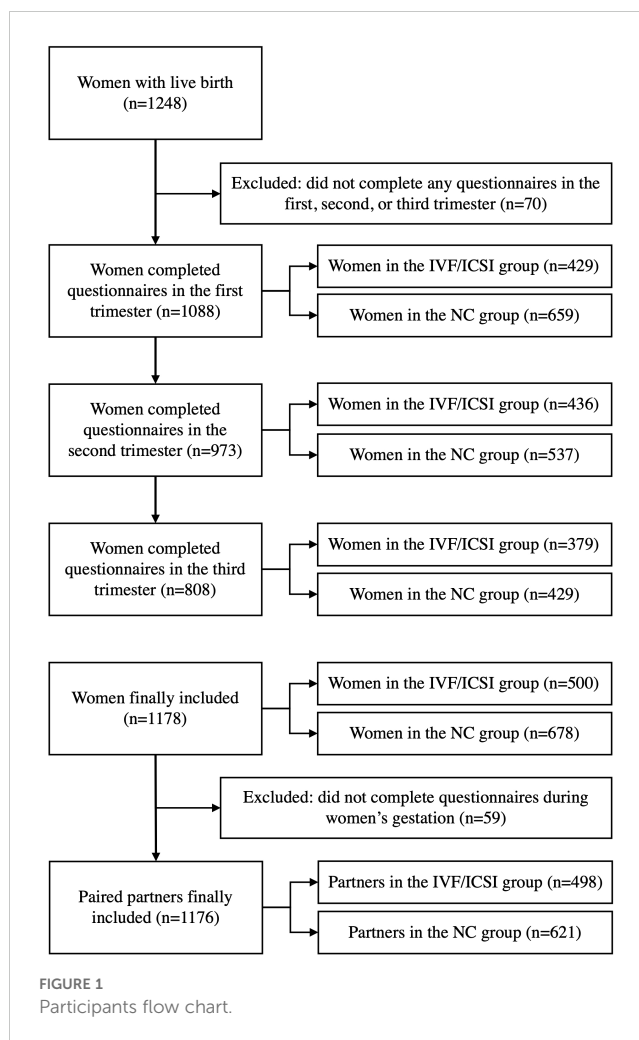 Women with live birth
(n=1248)
Excluded: did not complete any questionnaires in the
first, second, or third trimester (n=70)
Women completed
questionnaires in the first
trimester (n=1088)
Women in the IVF/ICSI group (n=429)
Women in the NC group (n=659)
Women completed
questionnaires in the
second trimester (n=973)
Women in the IVF/ICSI group (n=436)
Women in the NC group (n=537)
Women completed
questionnaires in the third
trimester (n=808)
Women in the IVF/ICSI group (n=379)
Women in the NC group (n=429)
Women finally included
(n=1178)
Women in the IVF/ICSI group (n=500)
Women in the NC group (n=678)
Excluded: did not complete questionnaires during
women’s gestation (n=59)
Paired partners finally
included (n=1176)
Partners in the IVF/ICSI group (n=498)
Partners in the NC group (n=621)
FIGURE 1
Participants flow chart.